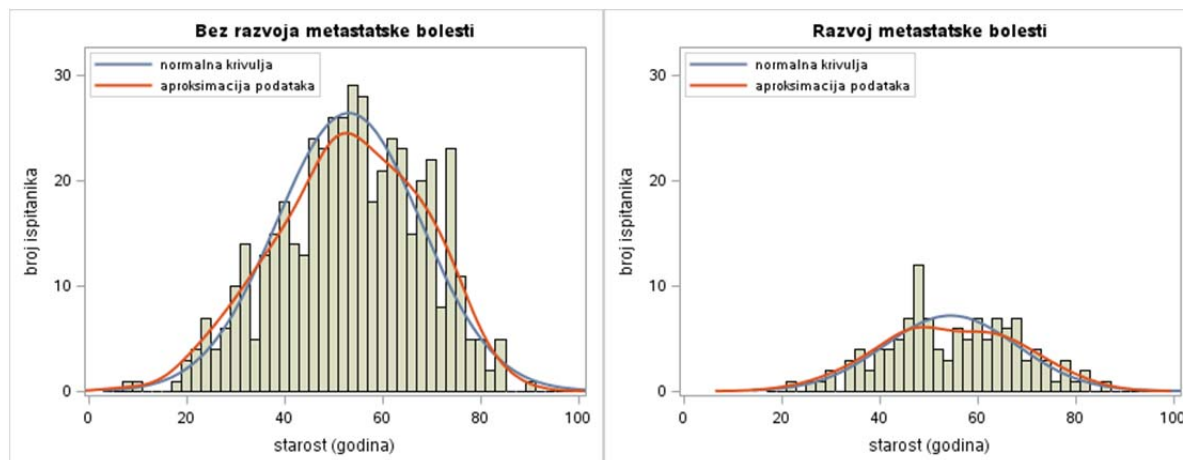 Bez razvoja metastatske bolesti
normalna krivulja
aproksimacija podataka
30
20
10
0
broj ispitanika
0 20 40 60 80 100
starost (godina)
Razvoj metastatske bolesti
normalna krivulja
aproksimacija podataka
30
20
10
0
broj ispitanika
0 20 40 60 80 100
starost (godina)